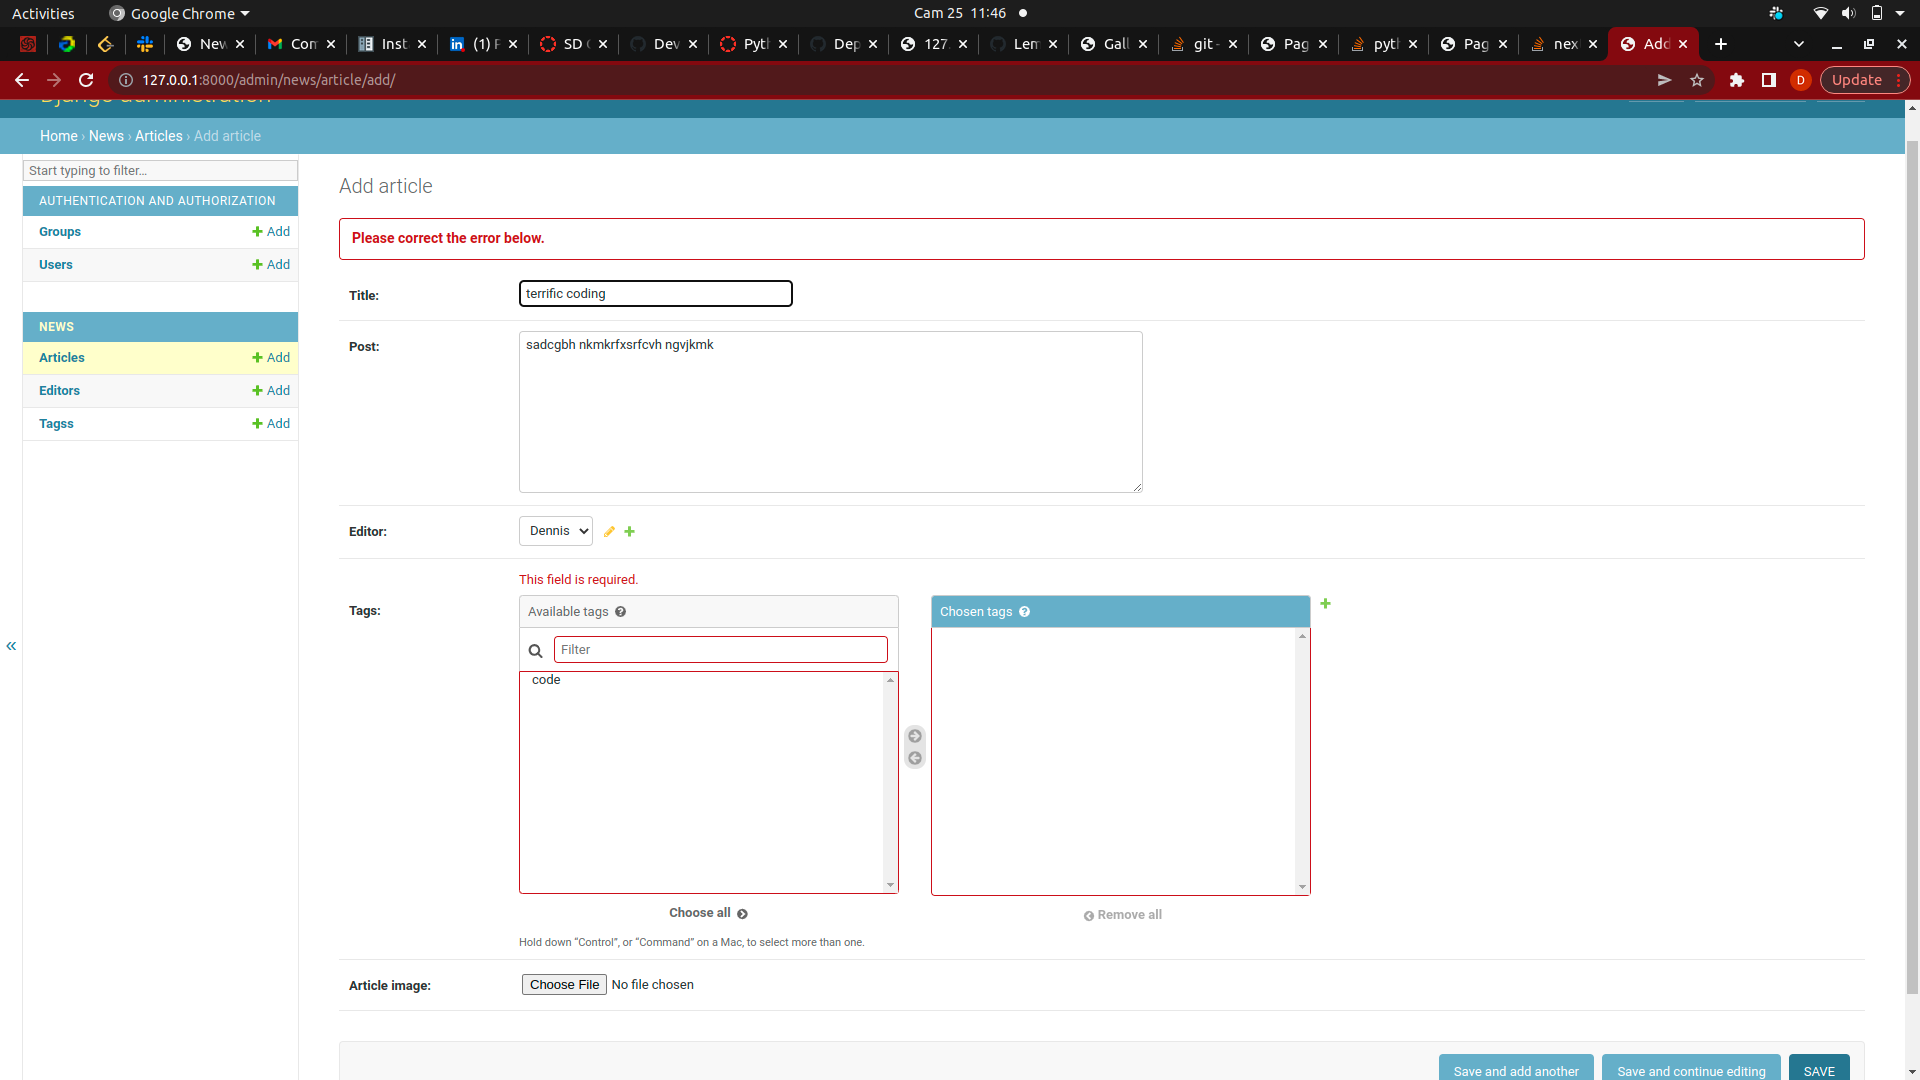 Activities Google Chrome Cam 25 11:46
New Com Inst (1) F SD Dev Pytl Dep 127. Lem Gall git - Pag pytl Pag nex Add
127.0.0.1:8000/admin/news/article/add/ D Update
Django administration
Home › News › Articles › Add article
Start typing to filter…
AUTHENTICATION AND AUTHORIZATION
Groups Add
Users Add
NEWS
Articles Add
Editors Add
Tagss Add
«
Add article
Please correct the error below.
Title: terrific coding
Post: sadcgbh nkmkrfxsrfcvh ngvjkmk
Editor: Dennis
This field is required.
Tags: Available tags Chosen tags
Filter
code
Choose all Remove all
Hold down “Control”, or “Command” on a Mac, to select more than one.
Article image: Choose File No file chosen
Save and add another Save and continue editing SAVE